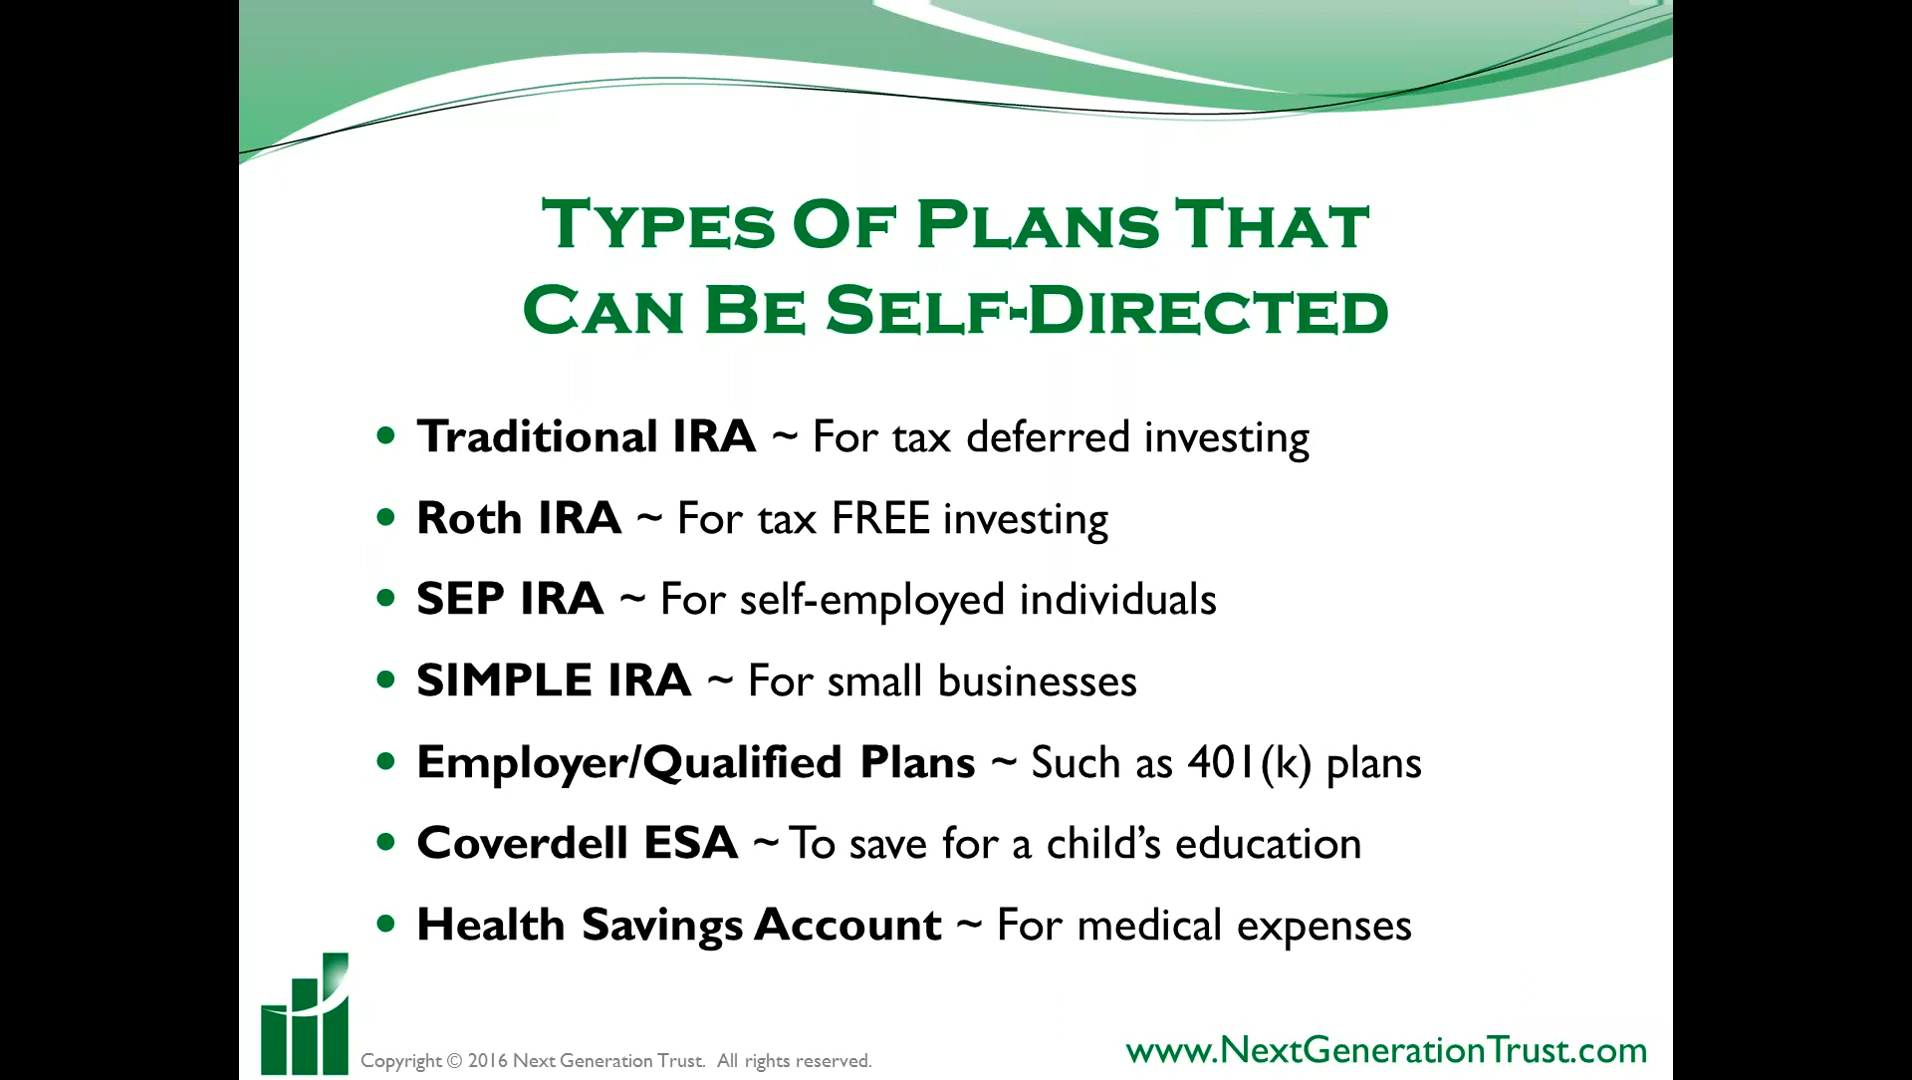 Types Of Plans That
Can Be Self-Directed
• Traditional IRA ~ For tax deferred investing
• Roth IRA ~ For tax FREE investing
• SEP IRA ~ For self-employed individuals
• SIMPLE IRA ~ For small businesses
• Employer/Qualified Plans ~ Such as 401(k) plans
• Coverdell ESA ~ To save for a child’s education
• Health Savings Account ~ For medical expenses
Copyright © 2016 Next Generation Trust. All rights reserved.
www.NextGenerationTrust.com